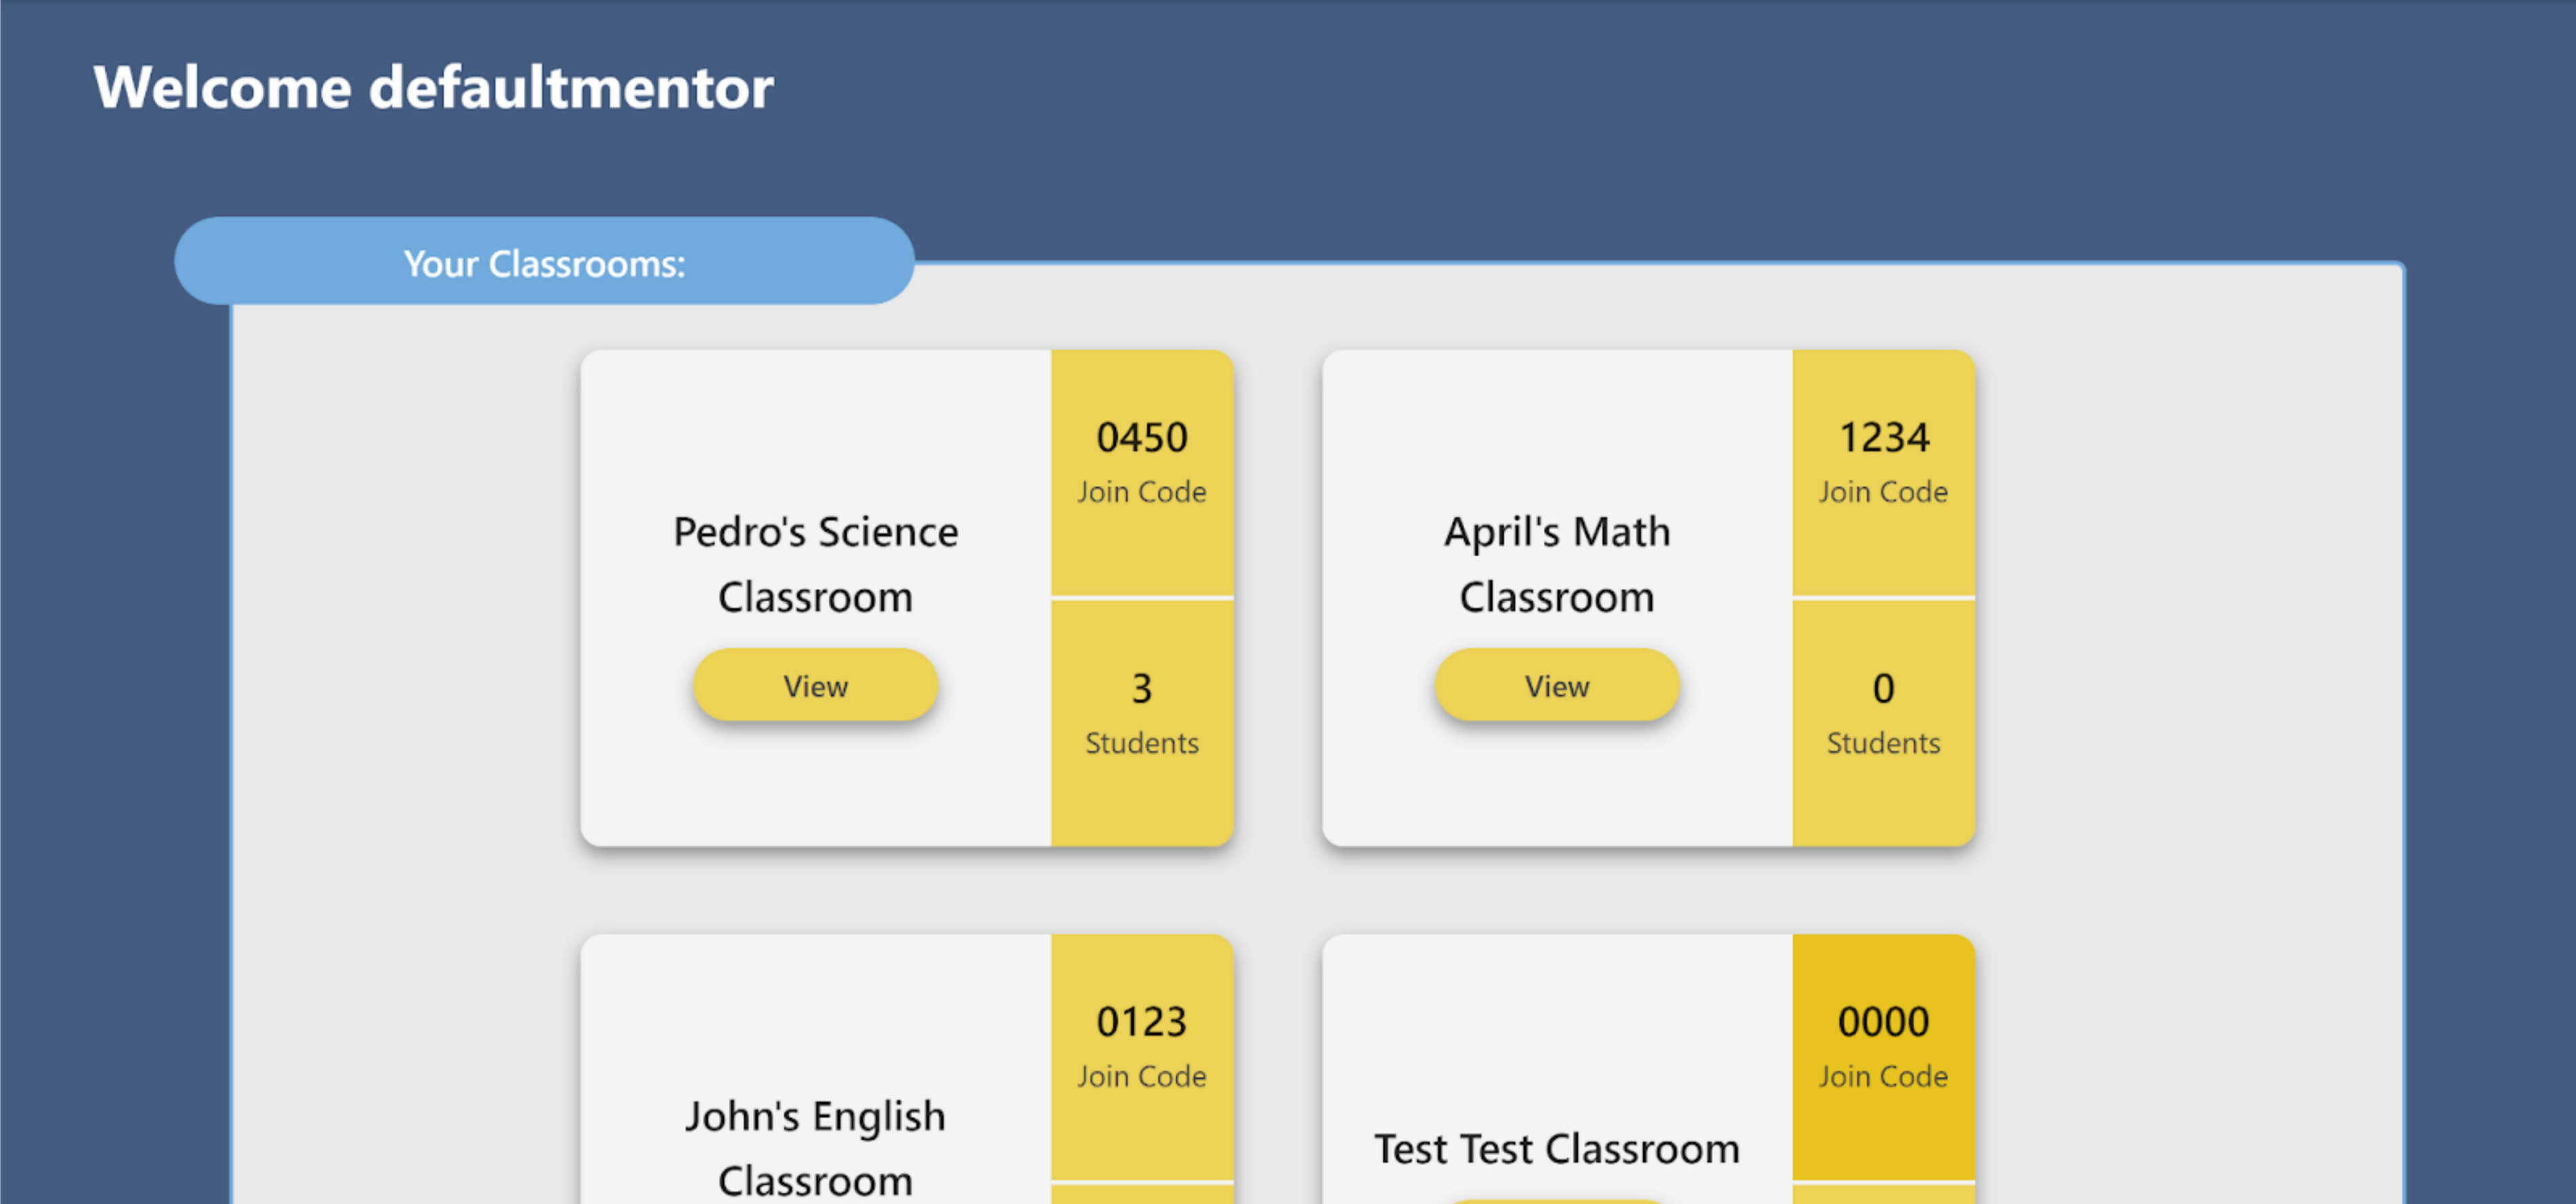 Welcome defaultmentor
Your Classrooms:
Pedro's Science
Classroom
View
0450
Join Code
3
Students
April's Math
Classroom
View
1234
Join Code
0
Students
John's English
Classroom
0123
Join Code
Test Test Classroom
0000
Join Code